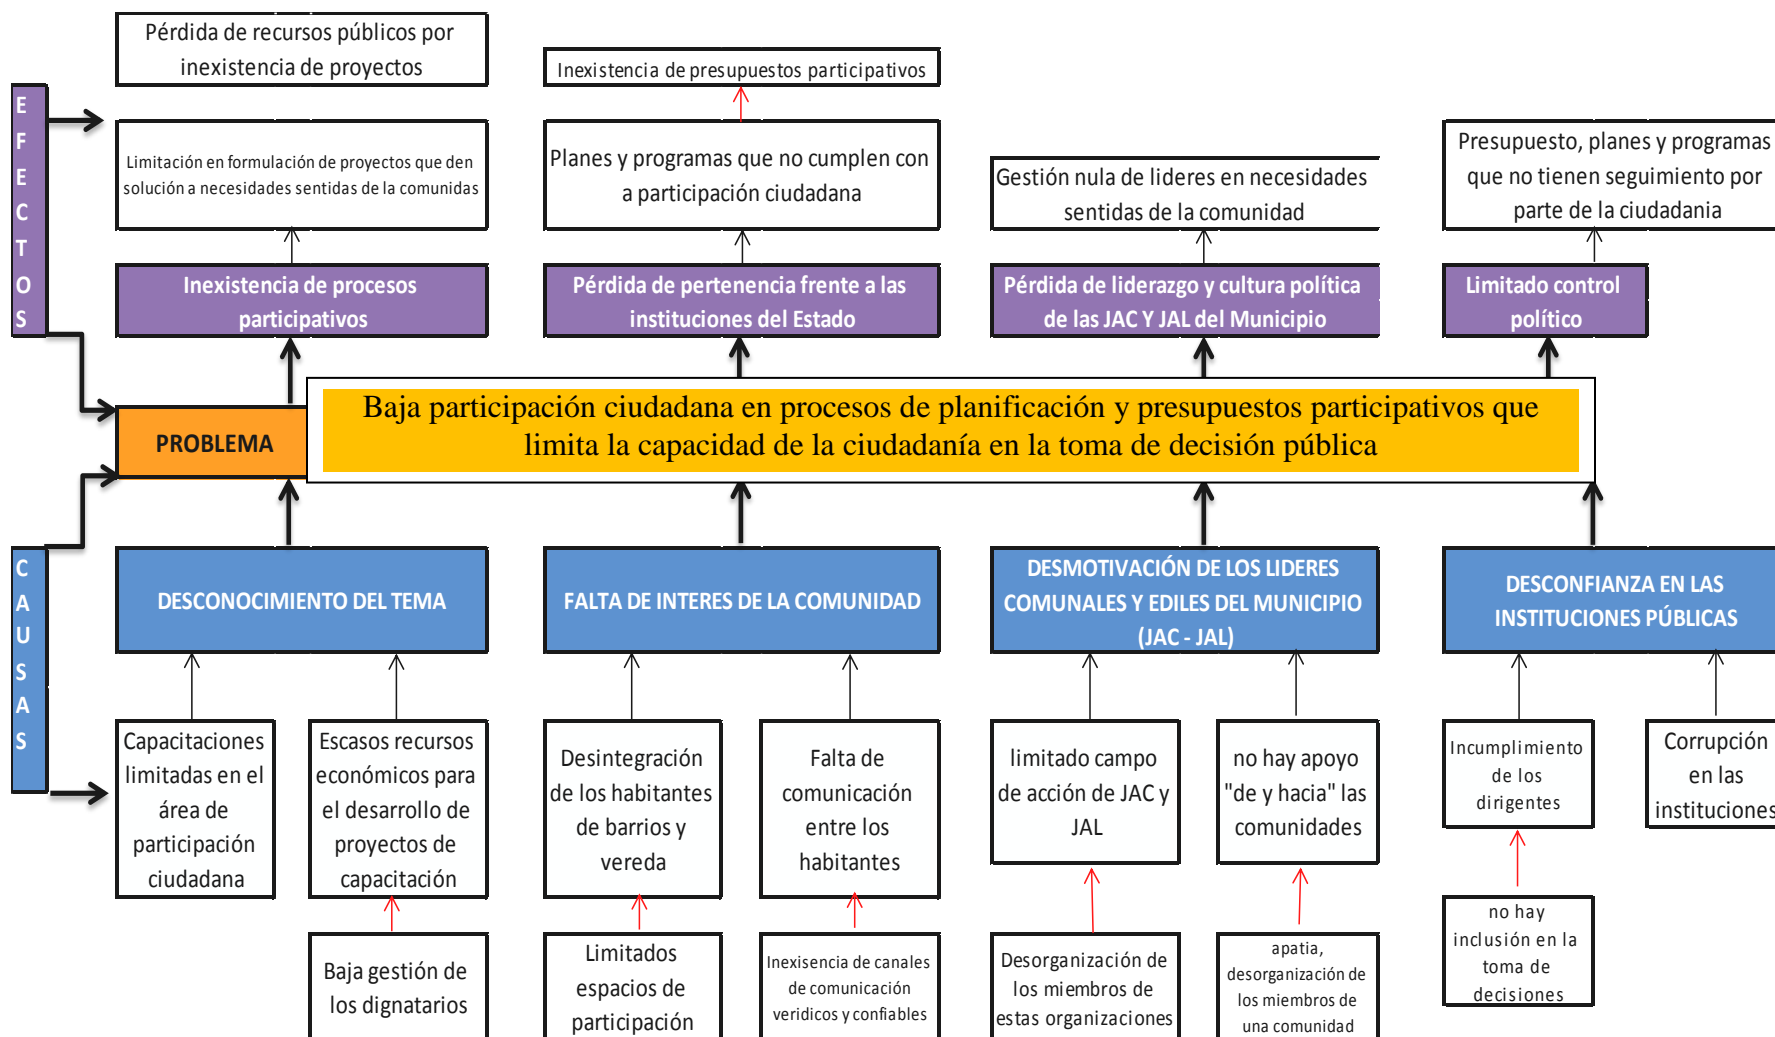 Pérdida de recursos públicos por
inexistencia de proyectos
Inexistencia de presupuestos participativos
EFECTOS
Limitación en formulación de proyectos que den
solución a necesidades sentidas de la comunidas
Planes y programas que no cumplen con
a participación ciudadana
Gestión nula de lideres en necesidades
sentidas de la comunidad
Presupuesto, planes y programas
que no tienen seguimiento por
parte de la ciudadania
Inexistencia de procesos
participativos
Pérdida de pertenencia frente a las
instituciones del Estado
Pérdida de liderazgo y cultura política
de las JAC Y JAL del Municipio
Limitado control
político
PROBLEMA
Baja participación ciudadana en procesos de planificación y presupuestos participativos que
limita la capacidad de la ciudadanía en la toma de decisión pública
CAUSAS
DESCONOCIMIENTO DEL TEMA
FALTA DE INTERES DE LA COMUNIDAD
DESMOTIVACIÓN DE LOS LIDERES
COMUNALES Y EDILES DEL MUNICIPIO
(JAC - JAL)
DESCONFIANZA EN LAS
INSTITUCIONES PÚBLICAS
Capacitaciones
limitadas en el
área de
participación
ciudadana
Escasos recursos
económicos para
el desarrollo de
proyectos de
capacitación
Desintegración
de los habitantes
de barrios y
vereda
Falta de
comunicación
entre los
habitantes
limitado campo
de acción de JAC y
JAL
no hay apoyo
"de y hacia" las
comunidades
Incumplimiento
de los
dirigentes
Corrupción
en las
instituciones
Baja gestión de
los dignatarios
Limitados
espacios de
participación
Inexisencia de canales
de comunicación
veridicos y confiables
Desorganización de
los miembros de
estas organizaciones
apatia,
desorganización de
los miembros de
una comunidad
no hay
inclusión en la
toma de
decisiones